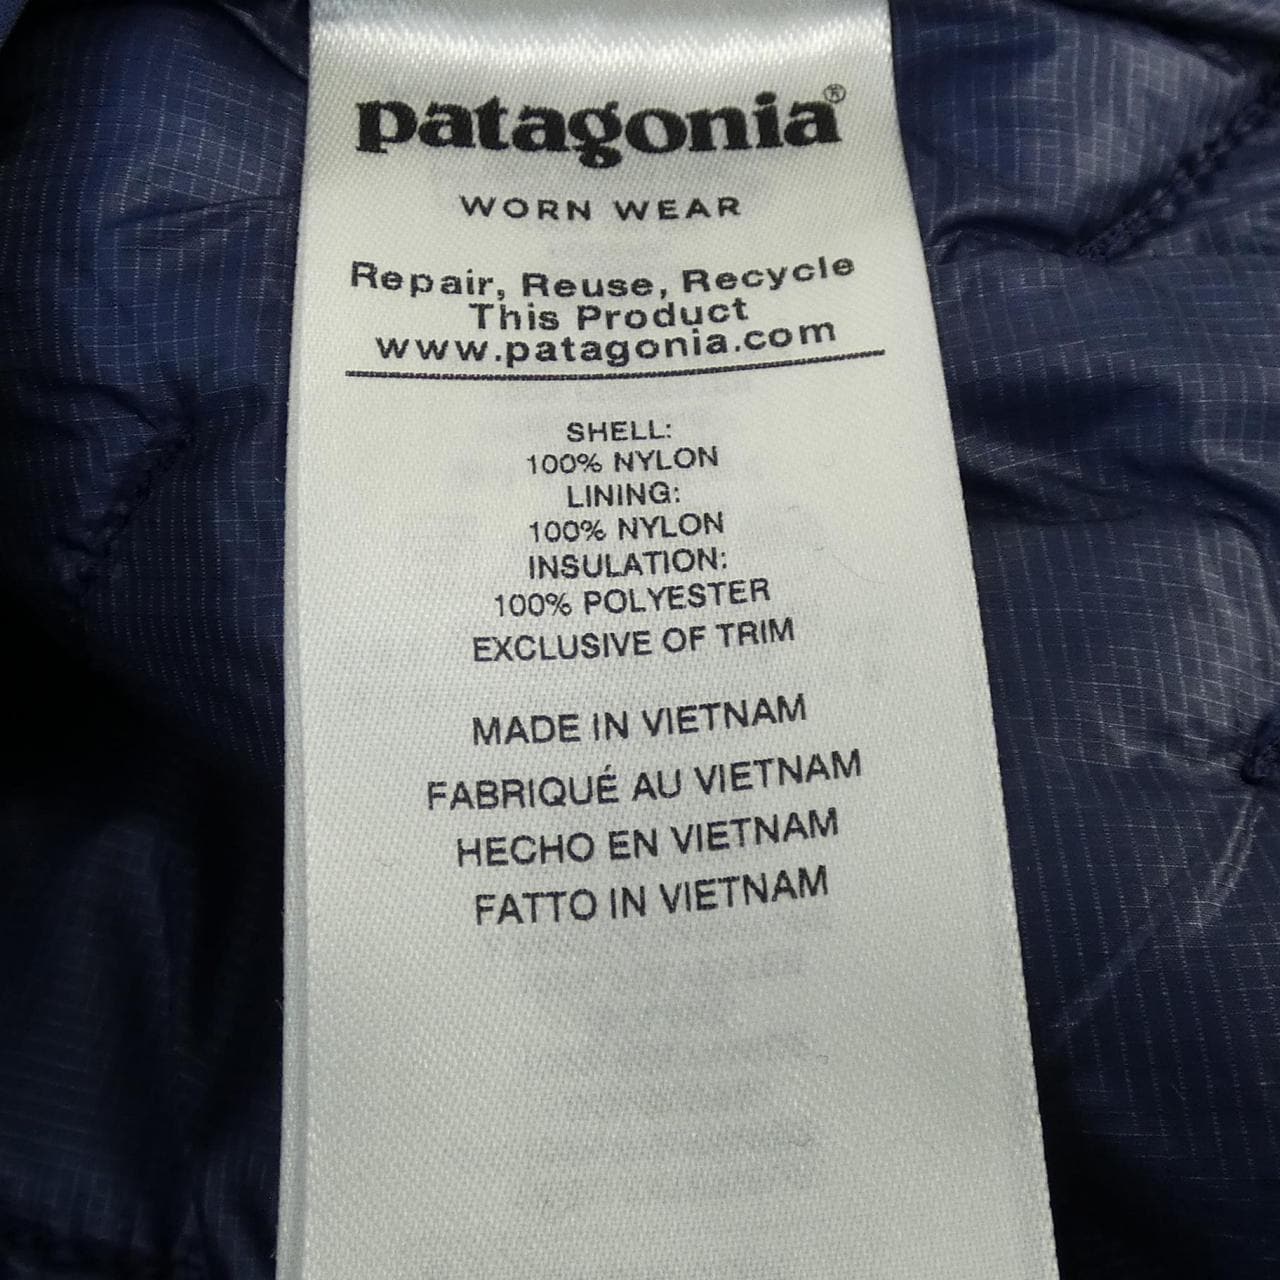 patagonia®
WORN WEAR
Repair, Reuse, Recycle
This Product
www.patagonia.com
SHELL:
100% NYLON
LINING:
100% NYLON
INSULATION:
100% POLYESTER
EXCLUSIVE OF TRIM
MADE IN VIETNAM
FABRIQUÉ AU VIETNAM
HECHO EN VIETNAM
FATTO IN VIETNAM